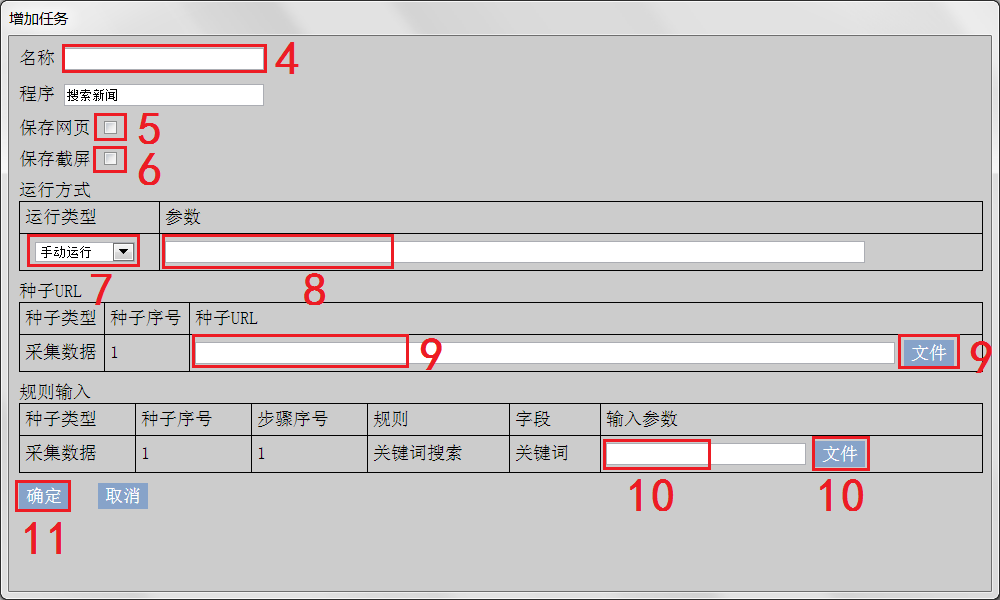 增加任务
名称 4
程序 搜索新闻
保存网页 5
保存截屏 6
运行方式
运行类型 参数
手动运行
7 8
种子URL
种子类型 种子序号 种子URL
采集数据 1 9 文件 9
规则输入
种子类型 种子序号 步骤序号 规则 字段 输入参数
采集数据 1 1 关键词搜索 关键词 文件
10 10
确定 取消
11